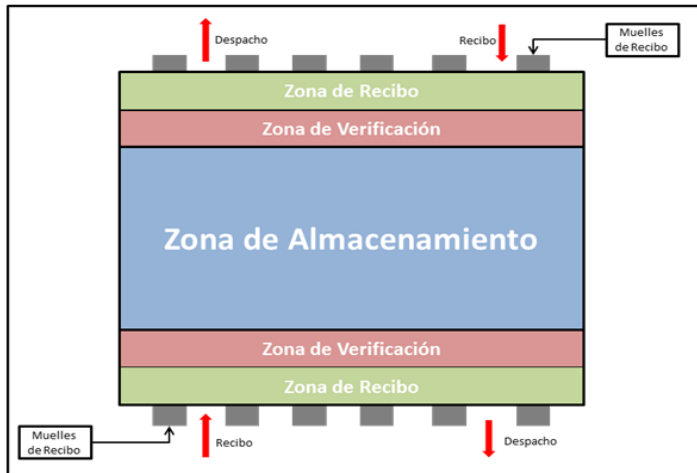 Despacho
Recibo
Muelles
de Recibo
Zona de Recibo
Zona de Verificación
Zona de Almacenamiento
Zona de Verificación
Zona de Recibo
Muelles
de Recibo
Recibo
Despacho